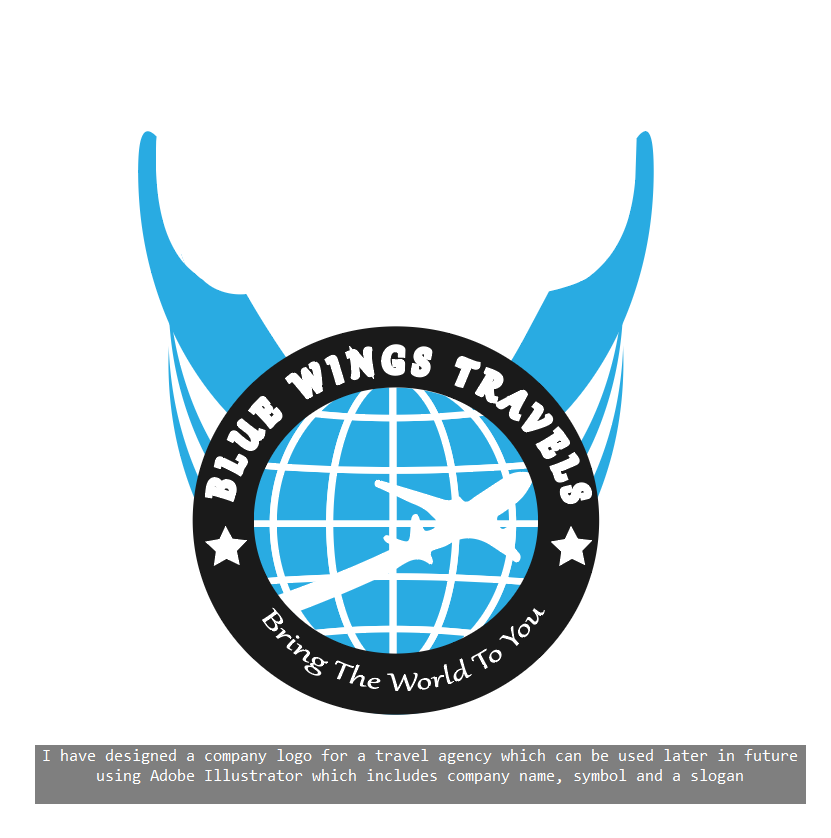 BLUE WINGS TRAVELS
Bring The World To You
I have designed a company logo for a travel agency which can be used later in future
using Adobe Illustrator which includes company name, symbol and a slogan